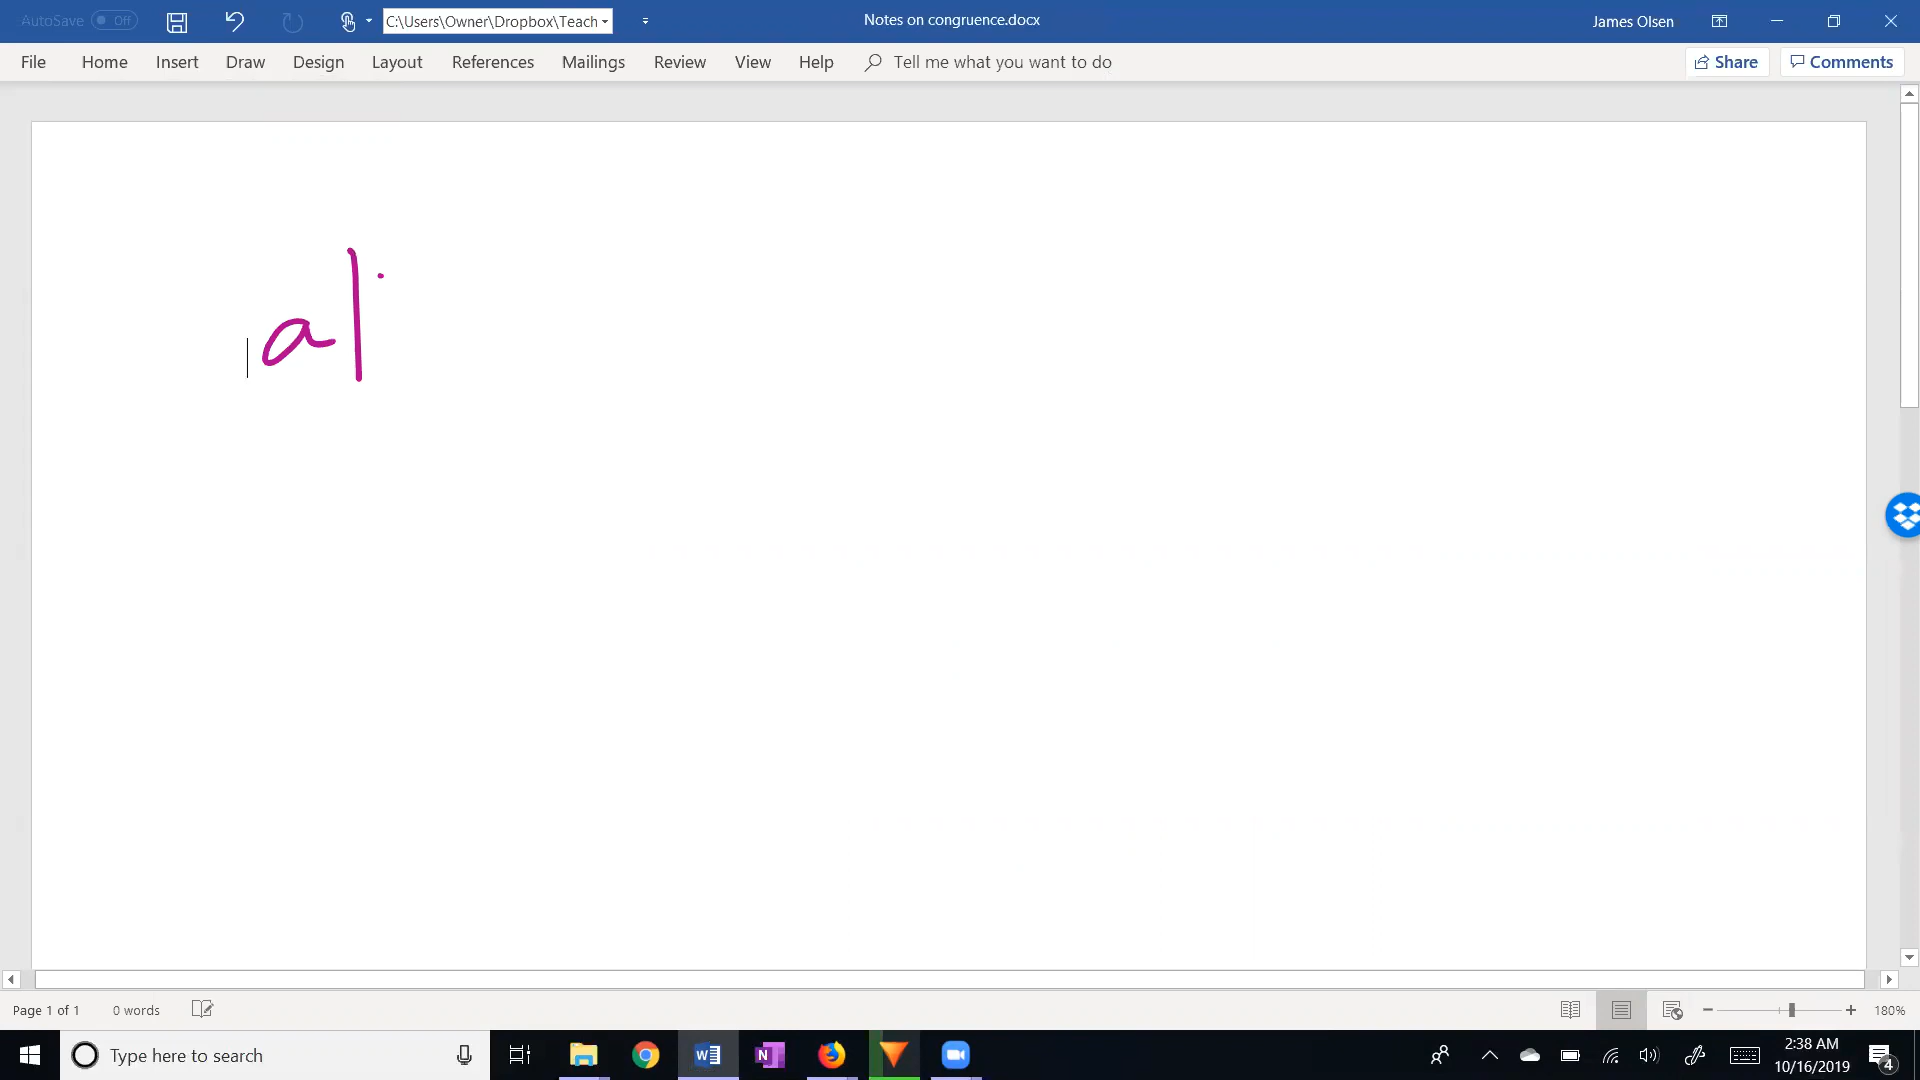 AutoSave Off C:\Users\Owner\Dropbox\Teach Notes on congruence.docx James Olsen
File Home Insert Draw Design Layout References Mailings Review View Help Tell me what you want to do Share Comments
a|
Page 1 of 1 0 words 180%
Type here to search 2:38 AM
10/16/2019 4